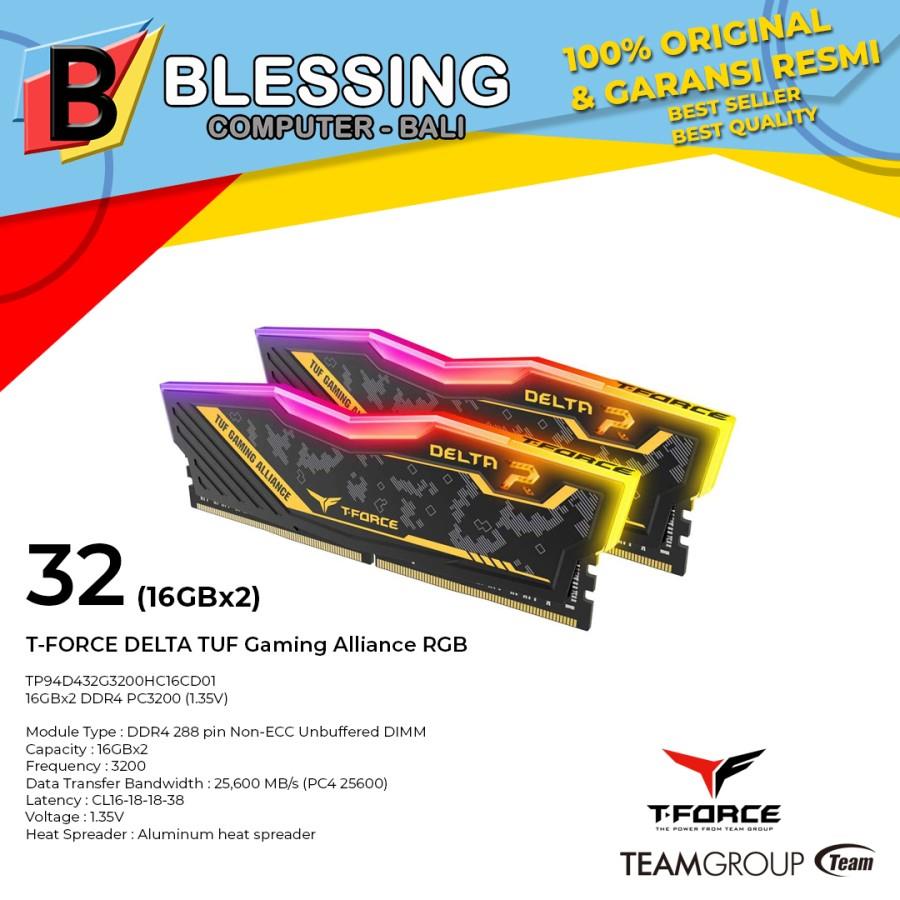 B
BLESSING
COMPUTER - BALI
100% ORIGINAL
& GARANSI RESMI
BEST SELLER
BEST QUALITY
TUF GAMING A
DELTA
R
T-FORCE
TUF GAMING ALLIANCE
T-FORCE
DELTA
R
T-FORCE
32 (16GBx2)
T-FORCE DELTA TUF Gaming Alliance RGB
TP94D432G3200HC16CD01
16GBx2 DDR4 PC3200 (1.35V)
Module Type : DDR4 288 pin Non-ECC Unbuffered DIMM
Capacity : 16GBx2
Frequency : 3200
Data Transfer Bandwidth : 25,600 MB/s (PC4 25600)
Latency : CL16-18-18-38
Voltage : 1.35V
Heat Spreader : Aluminum heat spreader
T-FORCE
THE POWER FROM TEAM GROUP
TEAMGROUP Team